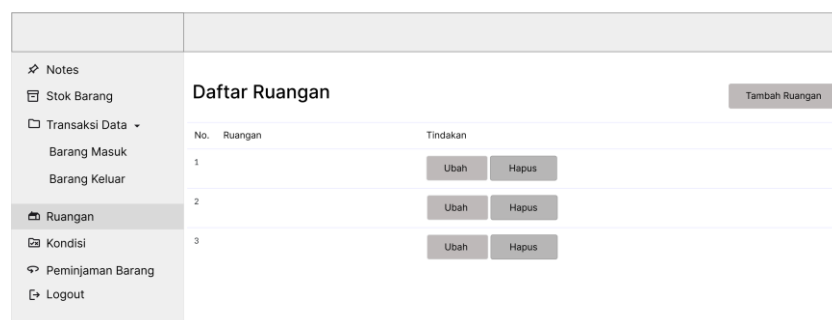 Notes
Stok Barang
Transaksi Data
Barang Masuk
Barang Keluar
Ruangan
Kondisi
Peminjaman Barang
Logout
Daftar Ruangan
Tambah Ruangan
No. Ruangan Tindakan
1 Ubah Hapus
2 Ubah Hapus
3 Ubah Hapus